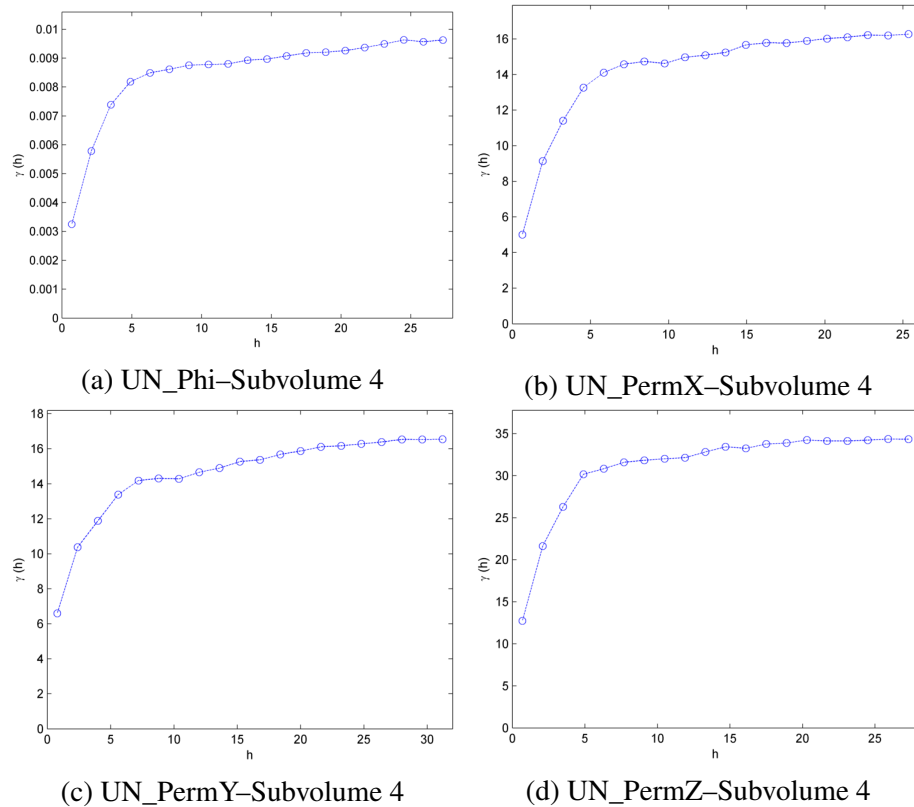 0.01
0.009
0.008
0.007
0.006
0.005
0.004
0.003
0.002
0.001
0
γ (h)
0 5 10 15 20 25
h
(a) UN_Phi–Subvolume 4
16
14
12
10
8
6
4
2
0
γ (h)
0 5 10 15 20 25
h
(b) UN_PermX–Subvolume 4
18
16
14
12
10
8
6
4
2
0
γ (h)
0 5 10 15 20 25 30
h
(c) UN_PermY–Subvolume 4
35
30
25
20
15
10
5
0
γ (h)
0 5 10 15 20 25
h
(d) UN_PermZ–Subvolume 4